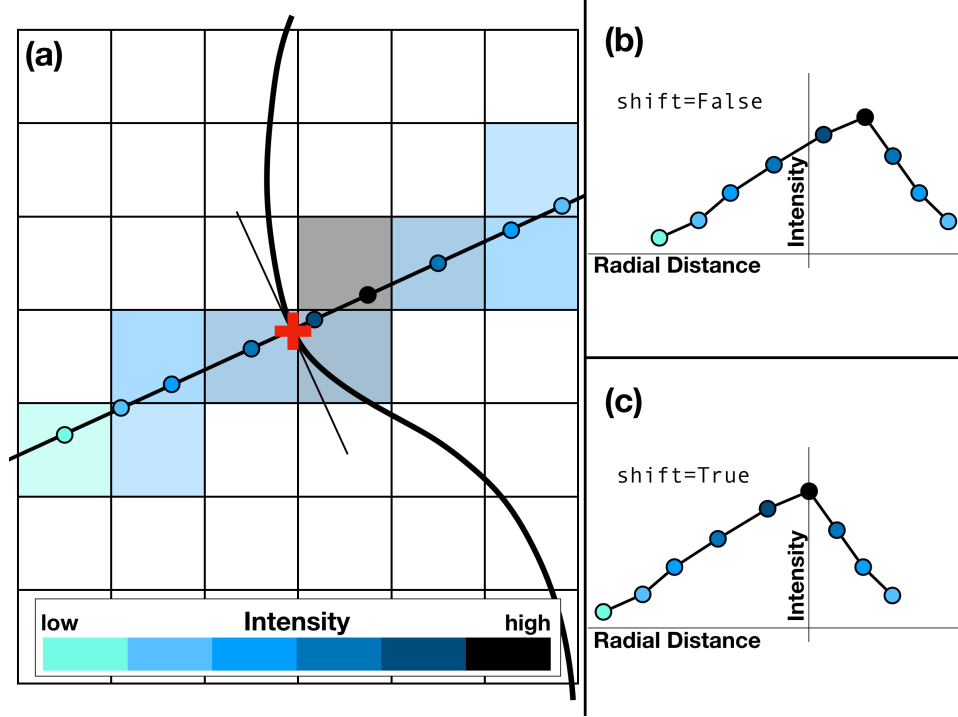 (a)
Intensity
low
high
(b)
shift=False
Intensity
Radial Distance
(c)
shift=True
Intensity
Radial Distance